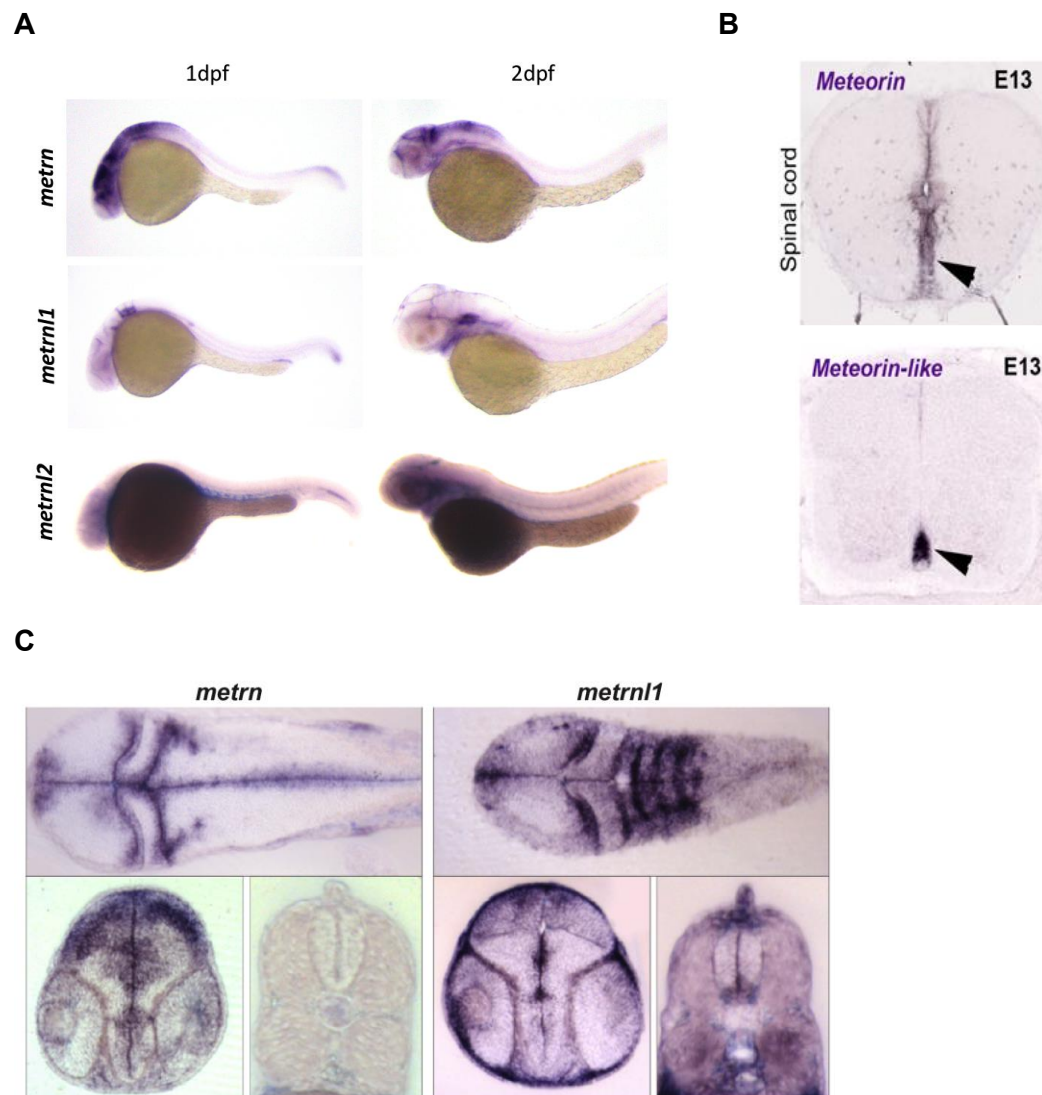 A
1dpf
2dpf
metrn
metrnl1
metrnl2
B
Meteorin
E13
Spinal cord
Meteorin-like
E13
C
metrn
metrnl1